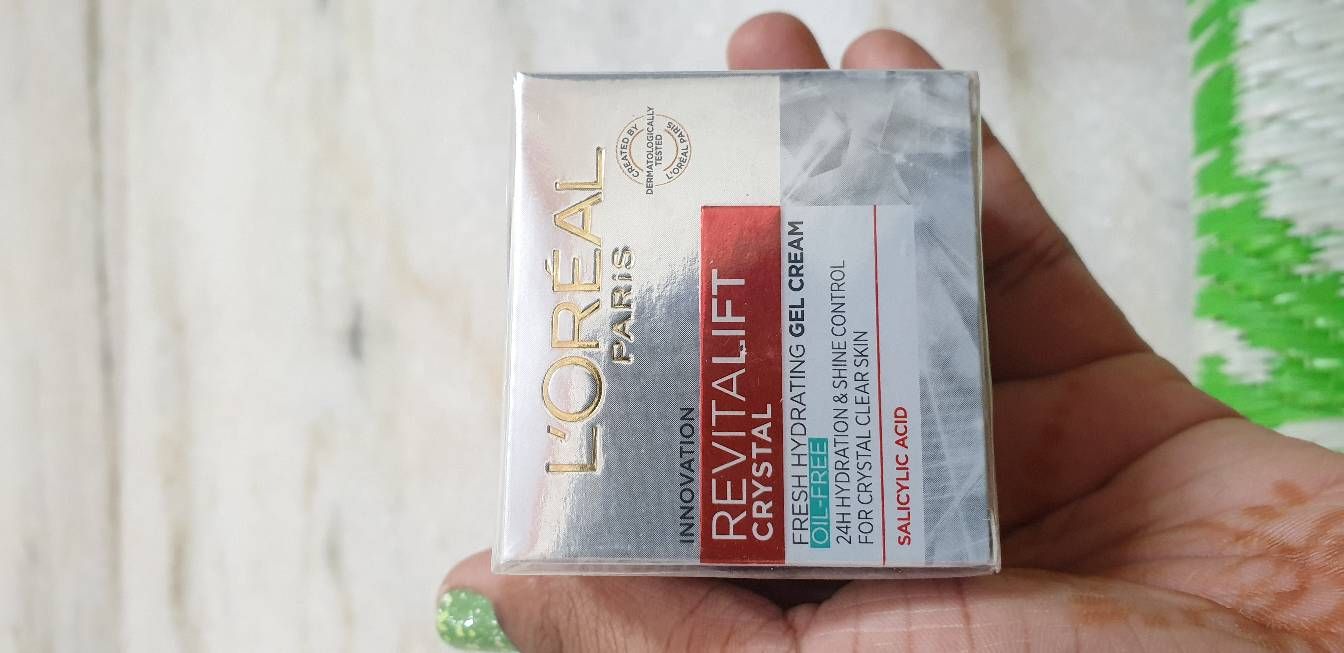 L'ORÉAL
PARIS
CREATED BY
DERMATOLOGICALLY
TESTED
L'ORÉAL PARIS
INNOVATION
REVITALIFT
CRYSTAL
FRESH HYDRATING GEL CREAM
OIL-FREE
24H HYDRATION & SHINE CONTROL
FOR CRYSTAL CLEAR SKIN
SALICYLIC ACID